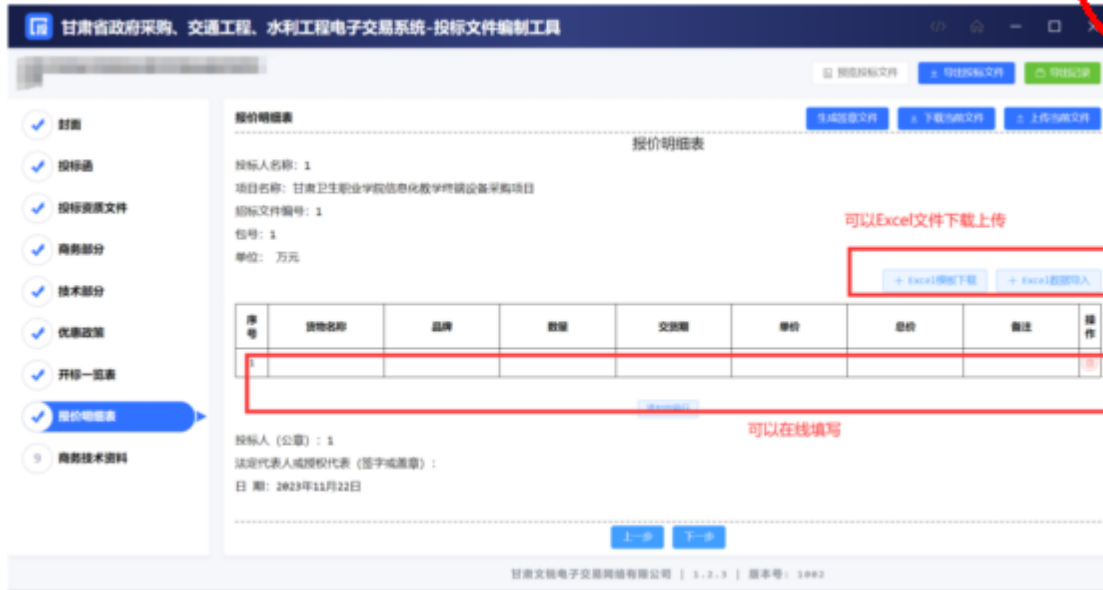 甘肃省政府采购、交通工程、水利工程电子交易系统-投标文件编制工具
预览投标文件 导出投标文件 导出记录
封面
投标函
投标资质文件
商务部分
技术部分
优惠政策
开标一览表
报价明细表
9 商务技术资料
报价明细表 生成签章文件 下载当前文件 上传当前文件
报价明细表
投标人名称：1
项目名称：甘肃卫生职业学院信息化教学终端设备采购项目
招标文件编号：1
包号：1
单位： 万元
可以Excel文件下载上传
+ Excel模板下载 + Excel数据导入
序号 货物名称 品牌 数量 交货期 单价 总价 备注 操作
1
可以在线填写
投标人（公章）：1
法定代表人或授权代表（签字或盖章）：
日 期：2023年11月22日
上一步 下一步
甘肃文锐电子交易网络有限公司 | 1.2.3 | 版本号：1002